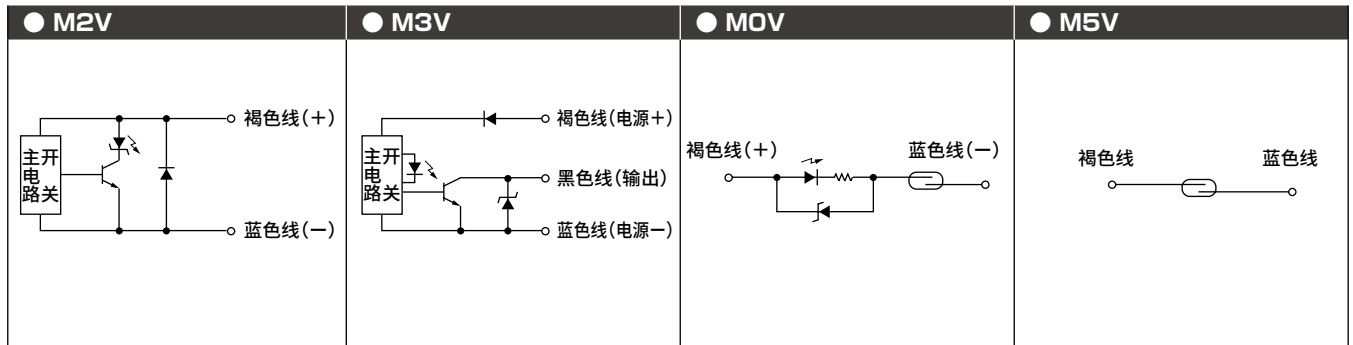 ● M2V
● M3V
● M0V
● M5V
主开
电
路关
褐色线(+)
蓝色线(−)
主开
电
路关
褐色线(电源+)
黑色线(输出)
蓝色线(电源−)
褐色线(+)
蓝色线(−)
褐色线
蓝色线